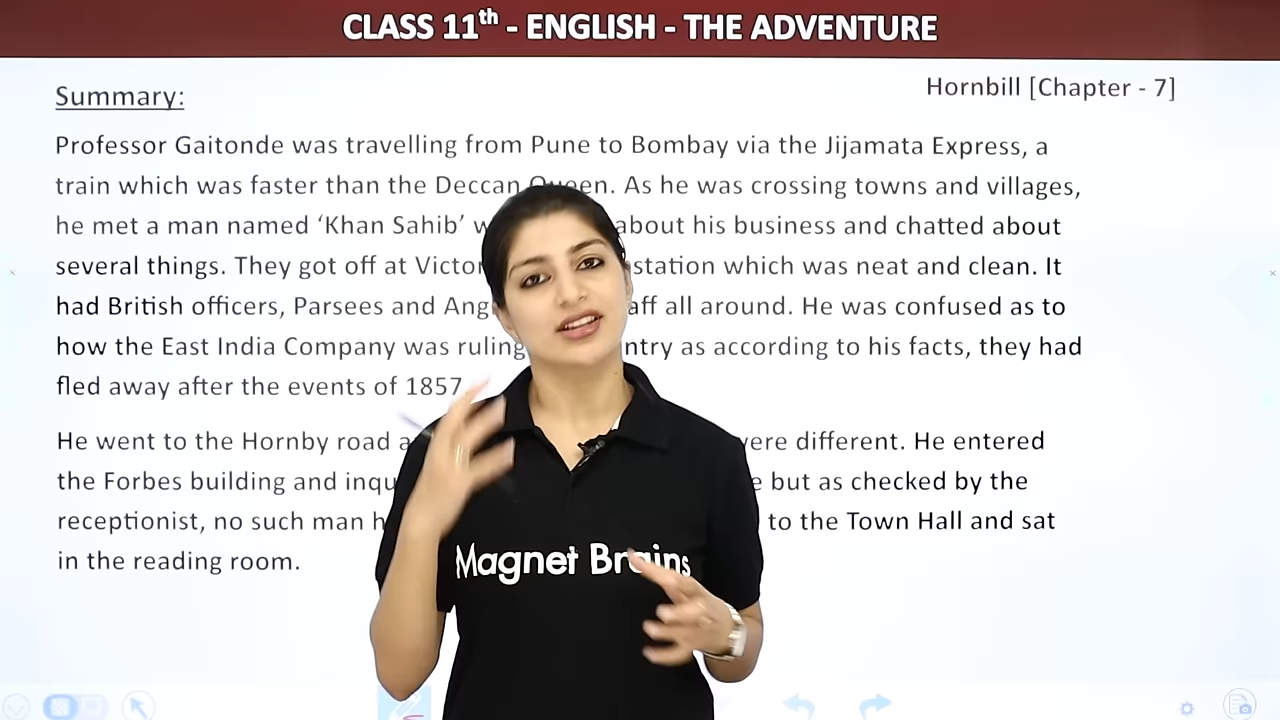 CLASS 11th - ENGLISH - THE ADVENTURE
Summary:
Hornbill [Chapter - 7]
Professor Gaitonde was travelling from Pune to Bombay via the Jijamata Express, a
train which was faster than the Deccan Queen. As he was crossing towns and villages,
he met a man named ‘Khan Sahib’ about his business and chatted about
several things. They got off at station which was neat and clean. It
had British officers, Parsees and all around. He was confused as to
how the East India Company was ruling as according to his facts, they had
fled away after the events of 1857
He went to the Hornby road were different. He entered
the Forbes building and but as checked by the
receptionist, no such man to the Town Hall and sat
in the reading room.
Magnet Brains